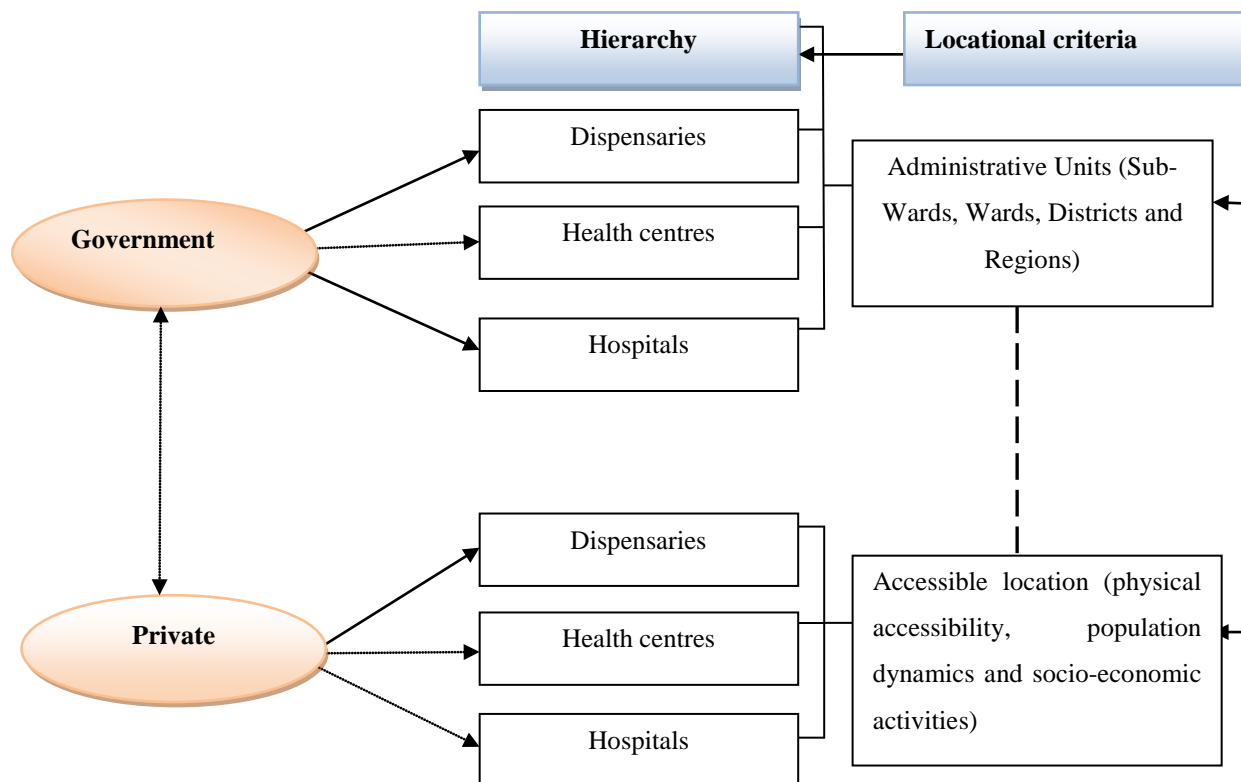 Hierarchy
Locational criteria
Dispensaries
Administrative Units (Sub-
Wards, Wards, Districts and
Regions)
Government
Health centres
Hospitals
Dispensaries
Accessible location (physical
accessibility, population
dynamics and socio-economic
activities)
Private
Health centres
Hospitals